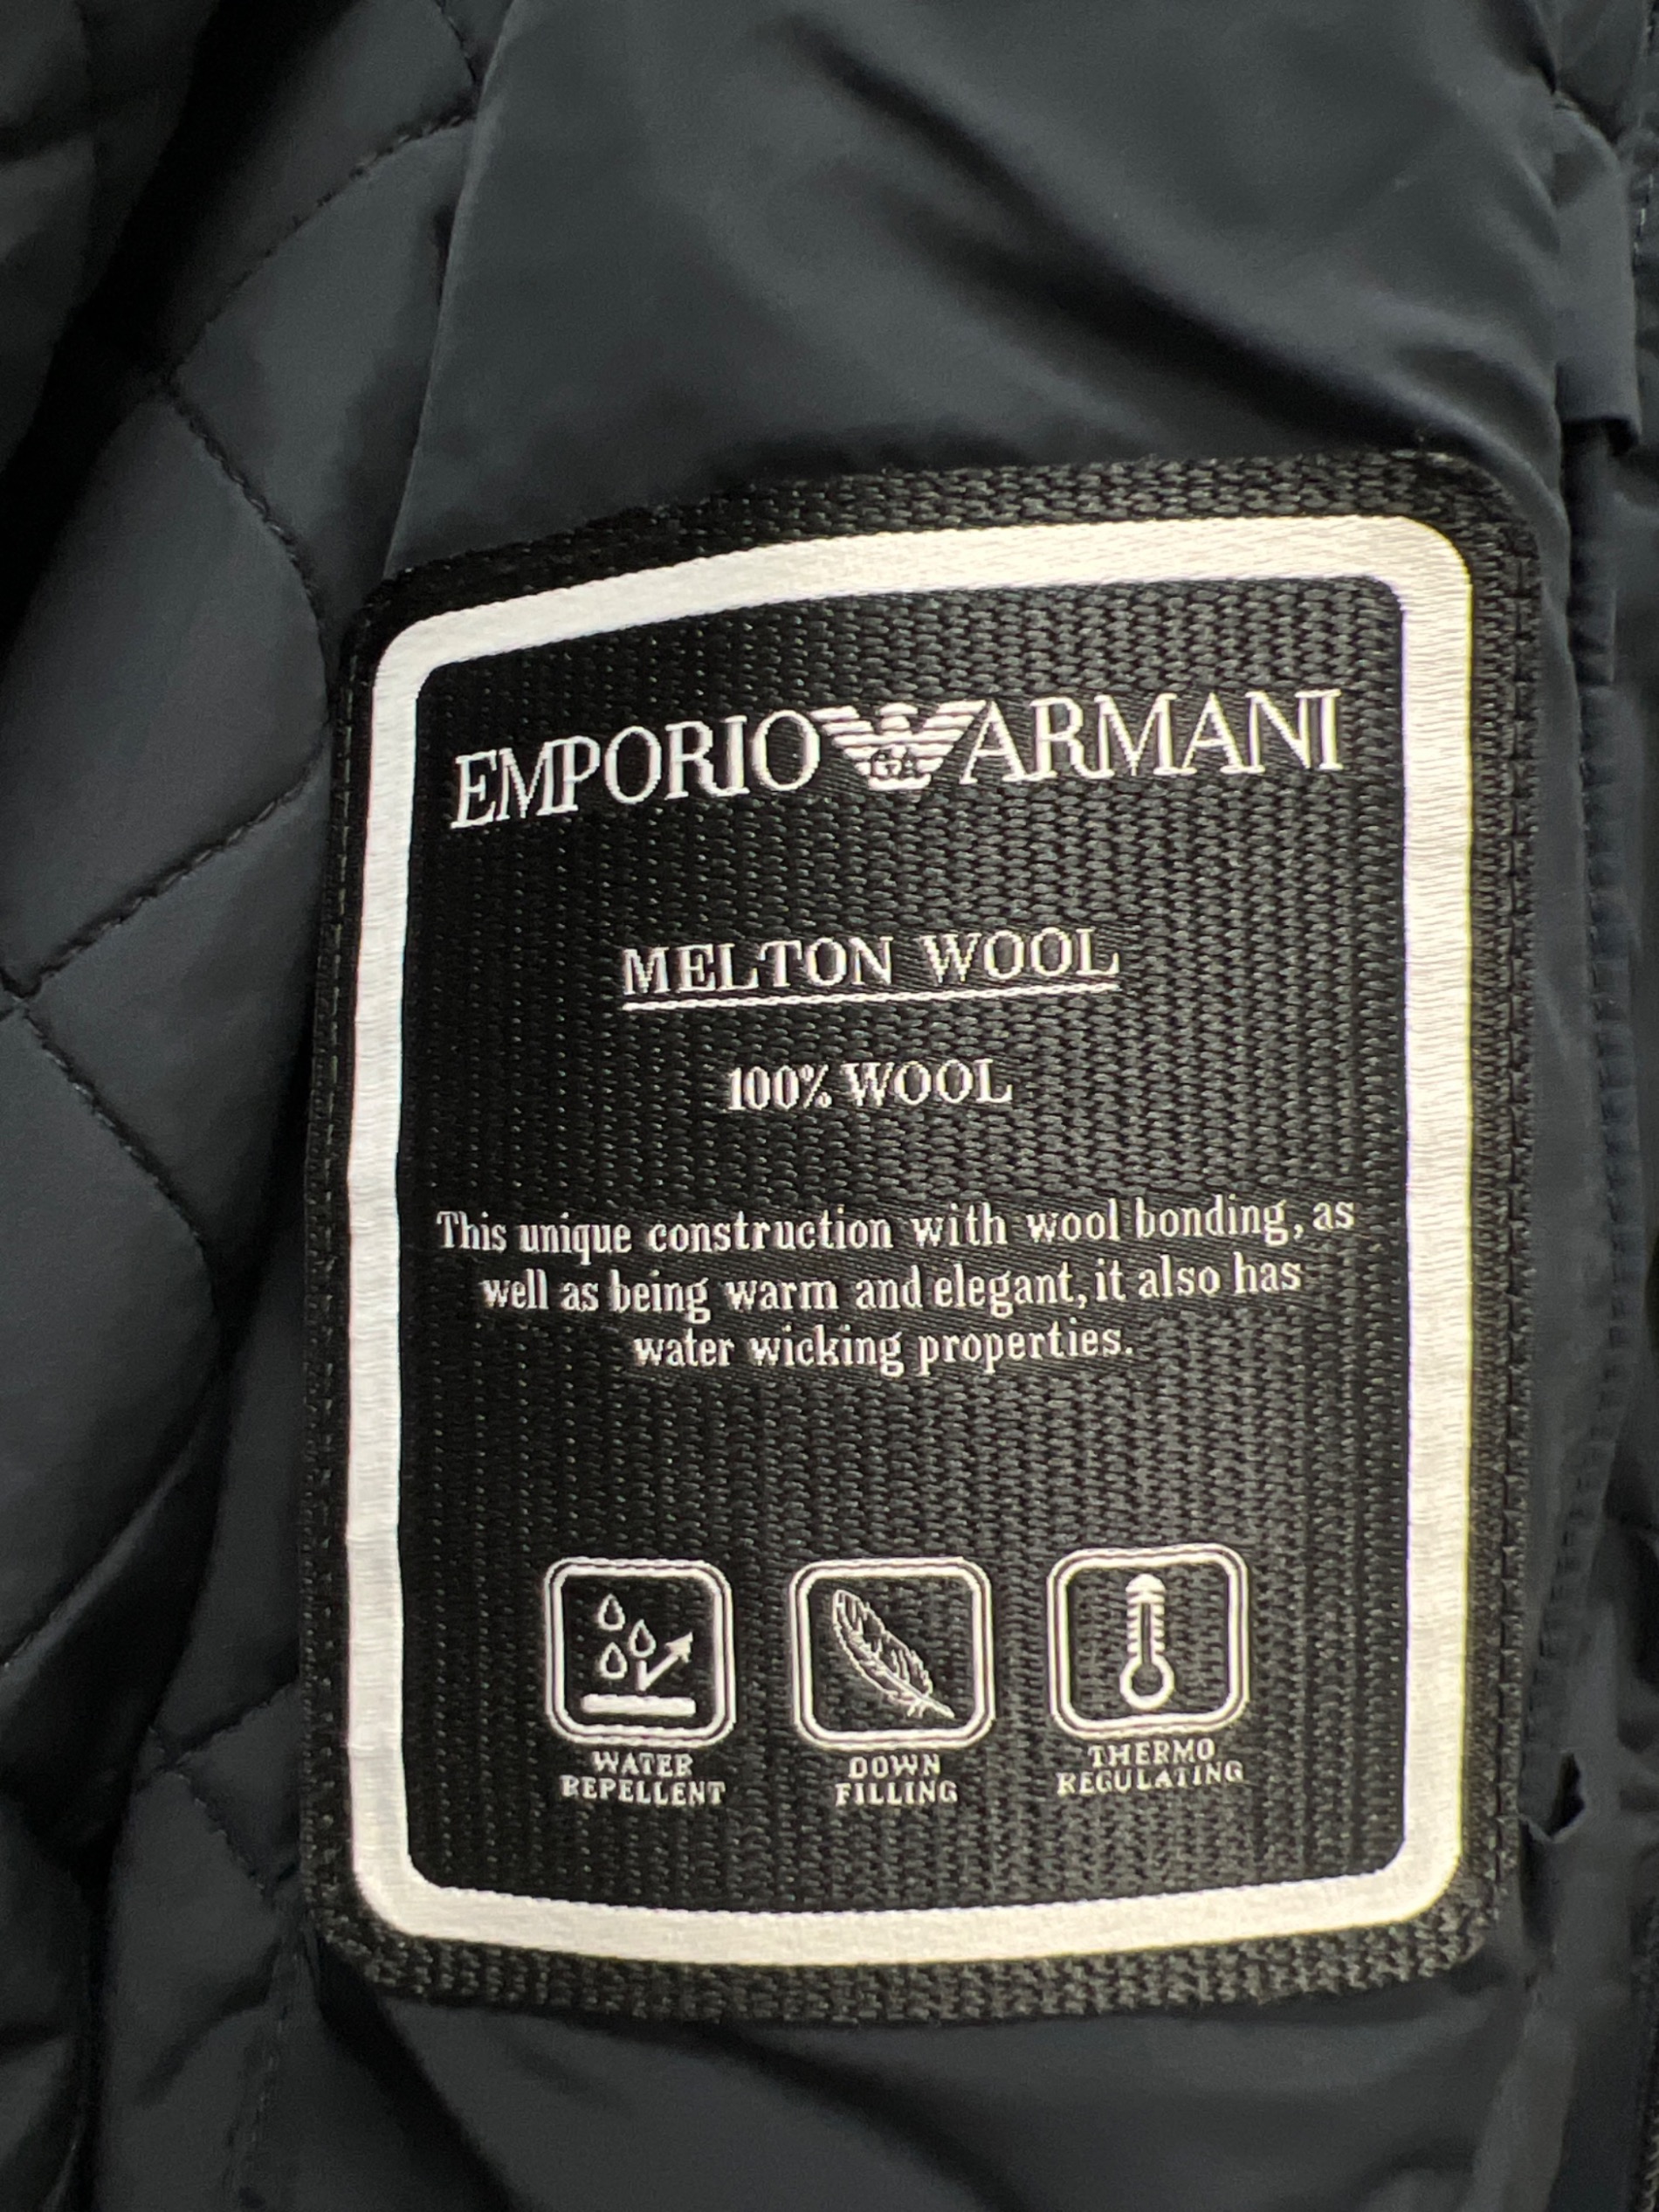 EMPORIO GA ARMANI
MELTON WOOL
100% WOOL
This unique construction with wool bonding, as
well as being warm and elegant, it also has
water wicking properties.
WATER
REPELLENT
DOWN
FILLING
THERMO
REGULATING